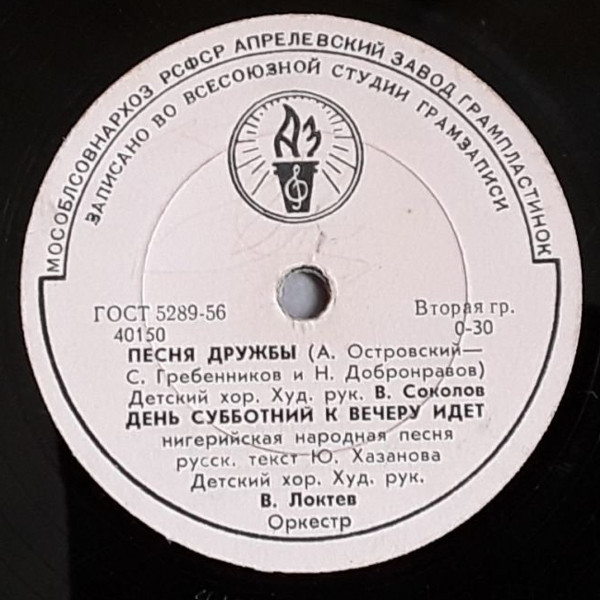 МОСОБЛСОВНАРХОЗ РСФСР АПРЕЛЕВСКИЙ ЗАВОД ГРАМПЛАСТИНОК
ЗАПИСАНО ВО ВСЕСОЮЗНОЙ СТУДИИ ГРАМЗАПИСИ
АЗ
ГОСТ 5289-56 Вторая гр.
40150 0-30
ПЕСНЯ ДРУЖБЫ (А. Островский—
С. Гребенников и Н. Добронравов)
Детский хор. Худ. рук. В. Соколов
ДЕНЬ СУББОТНИЙ К ВЕЧЕРУ ИДЕТ
нигерийская народная песня
русск. текст Ю. Хазанова
Детский хор. Худ. рук.
В. Локтев
Оркестр